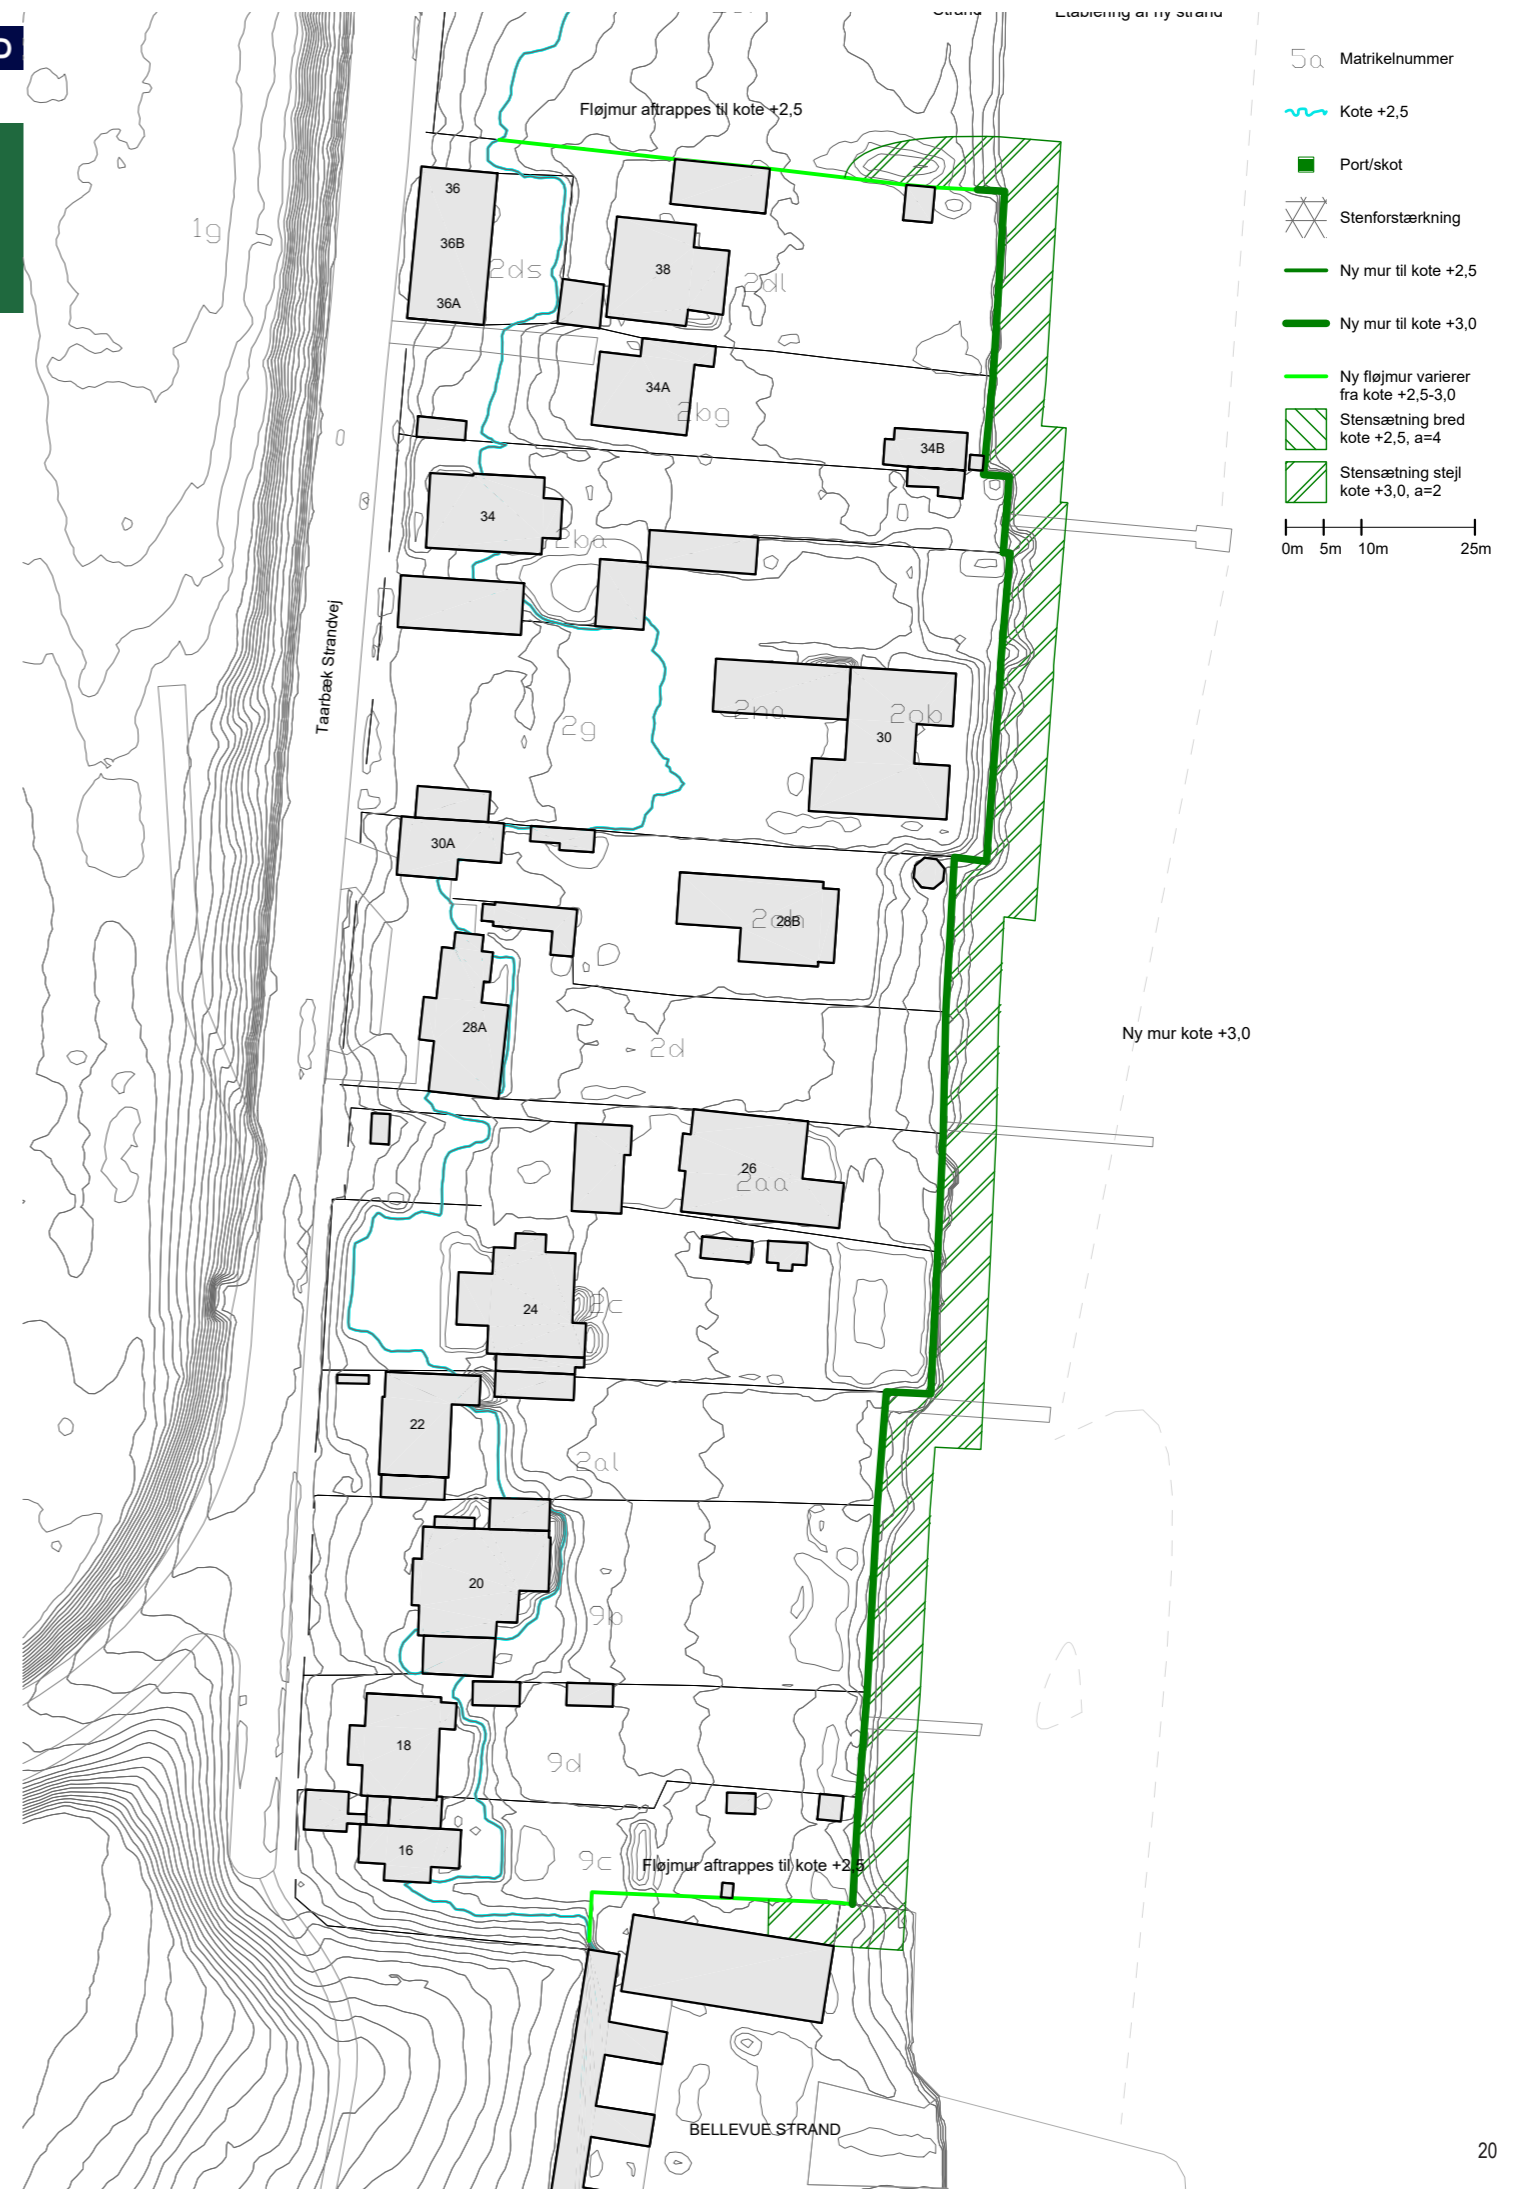 Etablering af ny strand
Fløjmur aftrappes til kote +2,5
5a Matrikelnummer
Kote +2,5
Port/skot
Stenforstærkning
Ny mur til kote +2,5
Ny mur til kote +3,0
Ny fløjmur varierer
fra kote +2,5-3,0
Stensætning bred
kote +2,5, a=4
Stensætning stejl
kote +3,0, a=2
0m 5m 10m 25m
1g
36
36B
36A
2ds
38
2dl
34A
2bg
34B
34
2ba
Taarbæk Strandvej
2g
2na
2ab
30
30A
28B
28A
2d
Ny mur kote +3,0
26
2aa
24
2c
22
2al
20
9b
18
9d
16
9c
Fløjmur aftrappes til kote +2,5
BELLEVUE STRAND
20